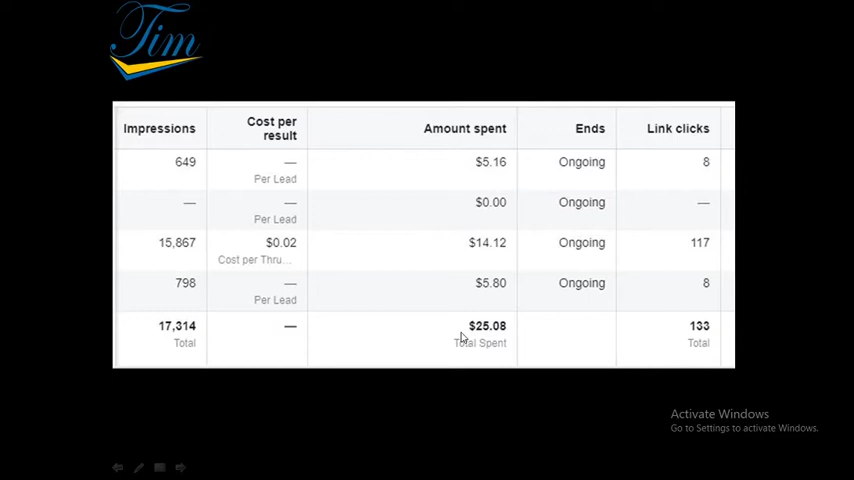 Tim
Impressions Cost per result Amount spent Ends Link clicks
649 — $5.16 Ongoing 8
Per Lead
— — $0.00 Ongoing —
Per Lead
15,867 $0.02 $14.12 Ongoing 117
Cost per Thru...
798 — $5.80 Ongoing 8
Per Lead
17,314 — $25.08 133
Total Total Spent Total
Activate Windows
Go to Settings to activate Windows.